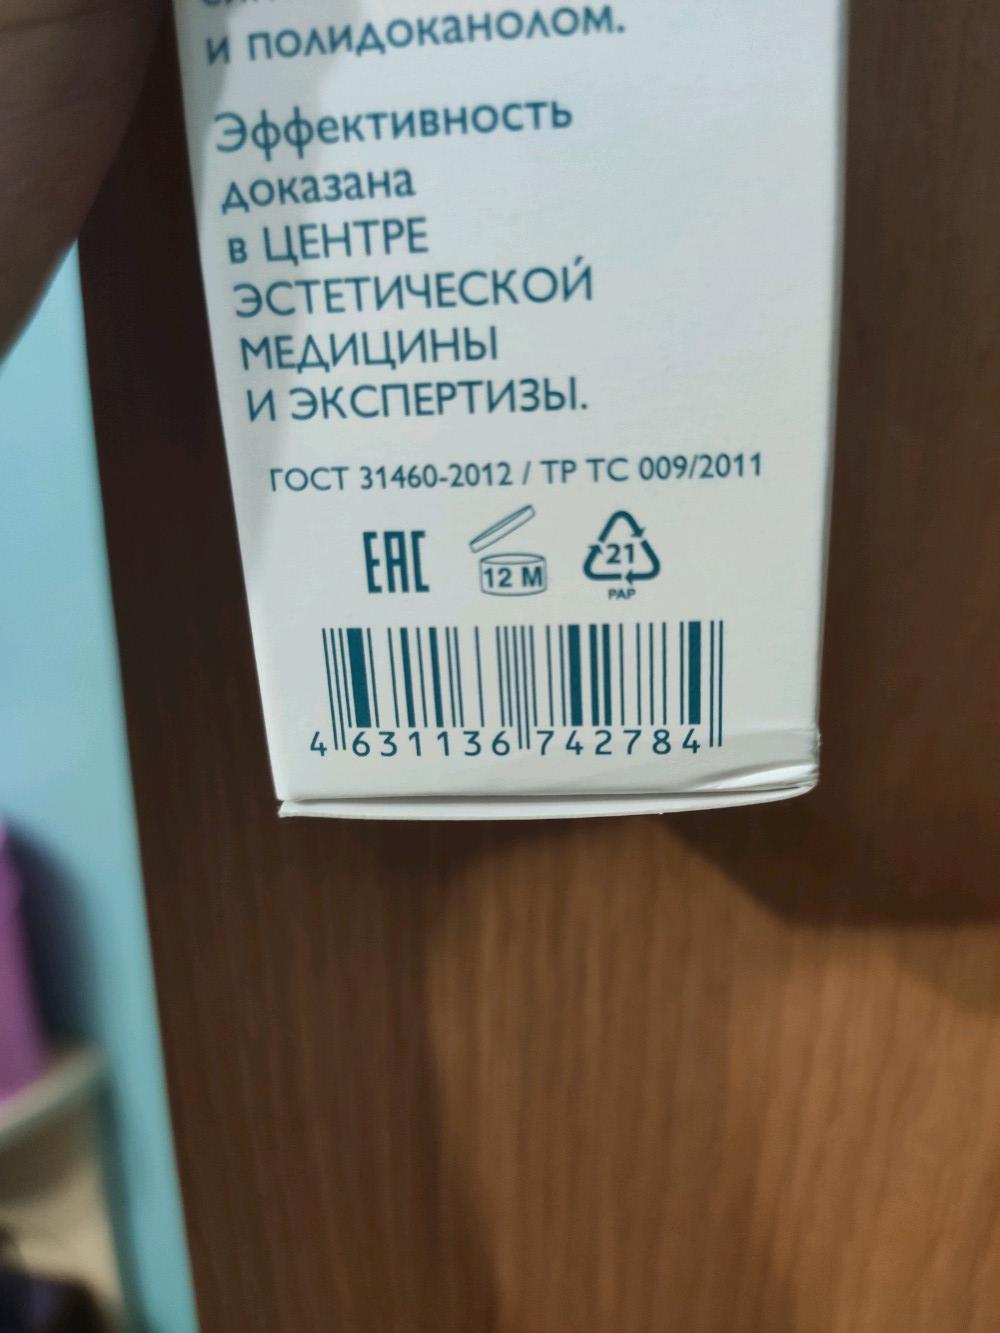 и полидоканолом.
Эффективность
доказана
в ЦЕНТРЕ
ЭСТЕТИЧЕСКОЙ
МЕДИЦИНЫ
И ЭКСПЕРТИЗЫ.
ГОСТ 31460-2012 / ТР ТС 009/2011
EAC 12 M 21
PAP
4 631136 742784